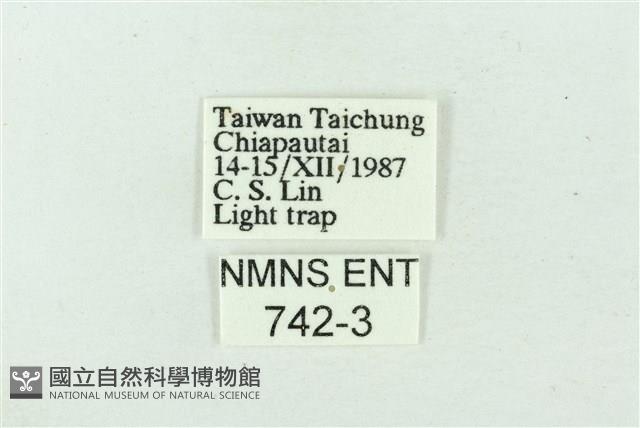 Taiwan Taichung
Chiapautai
14-15/XII/1987
C. S. Lin
Light trap
NMNS ENT
742-3
國立自然科學博物館
NATIONAL MUSEUM OF NATURAL SCIENCE